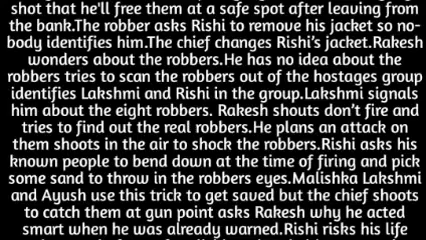 shot that he'll free them at a safe spot after leaving from
the bank.The robber asks Rishi to remove his jacket so no-
body identifies him.The chief changes Rishi's jacket.Rakesh
wonders about the robbers.He has no idea about the
robbers tries to scan the robbers out of the hostages group
identifies Lakshmi and Rishi in the group.Lakshmi signals
him about the eight robbers. Rakesh shouts don't fire and
tries to find out the real robbers.He plans an attack on
them shoots in the air to shock the robbers.Rishi asks his
known people to bend down at the time of firing and pick
some sand to throw in the robbers eyes.Malishka Lakshmi
and Ayush use this trick to get saved but the chief shoots
to catch them at gun point asks Rakesh why he acted
smart when he was already warned.Rishi risks his life